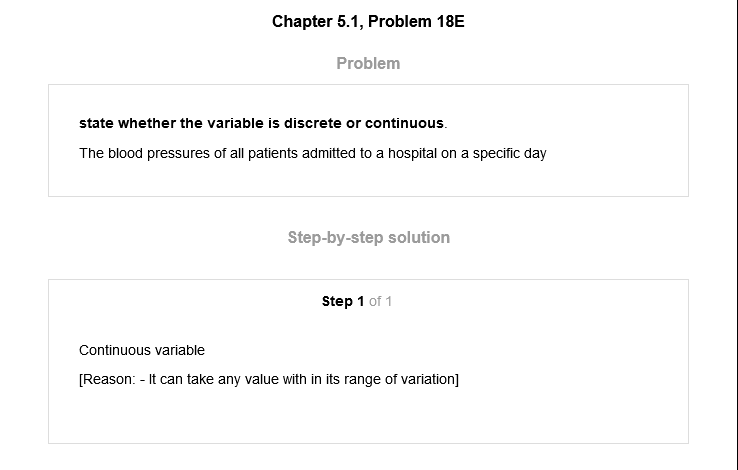 Chapter 5.1, Problem 18E
Problem
state whether the variable is discrete or continuous.
The blood pressures of all patients admitted to a hospital on a specific day
Step-by-step solution
Step 1 of 1
Continuous variable
[Reason: - It can take any value with in its range of variation]